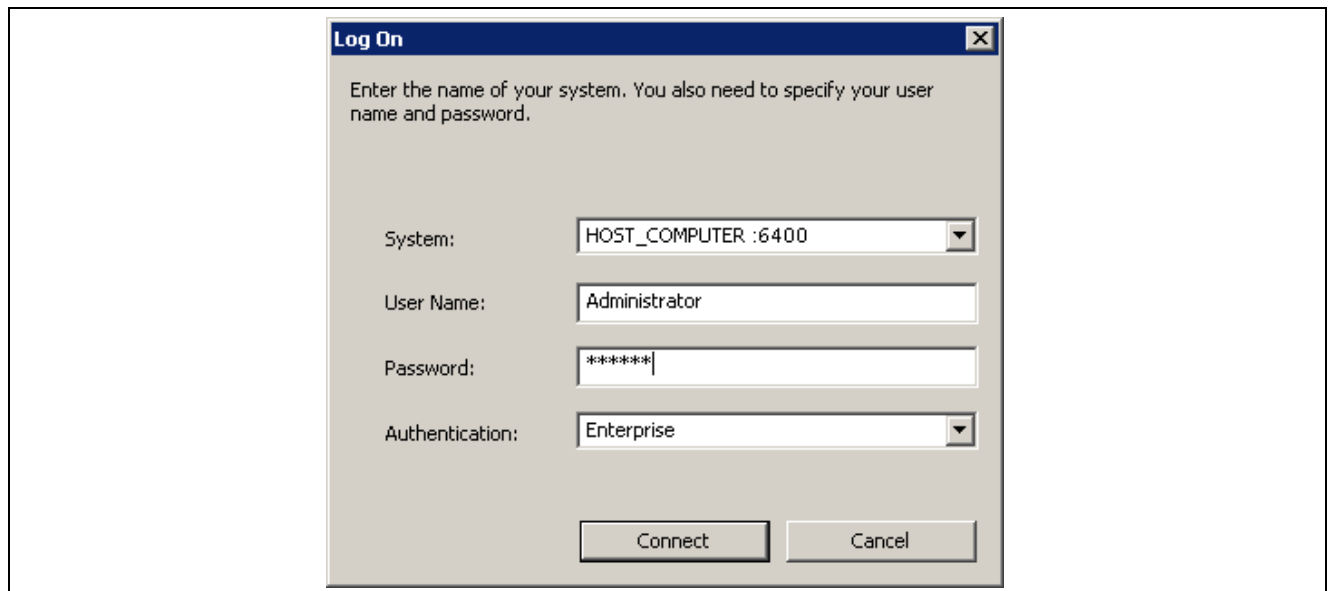 Log On
Enter the name of your system. You also need to specify your user
name and password.
System:
HOST_COMPUTER :6400
User Name:
Administrator
Password:
******
Authentication:
Enterprise
Connect
Cancel